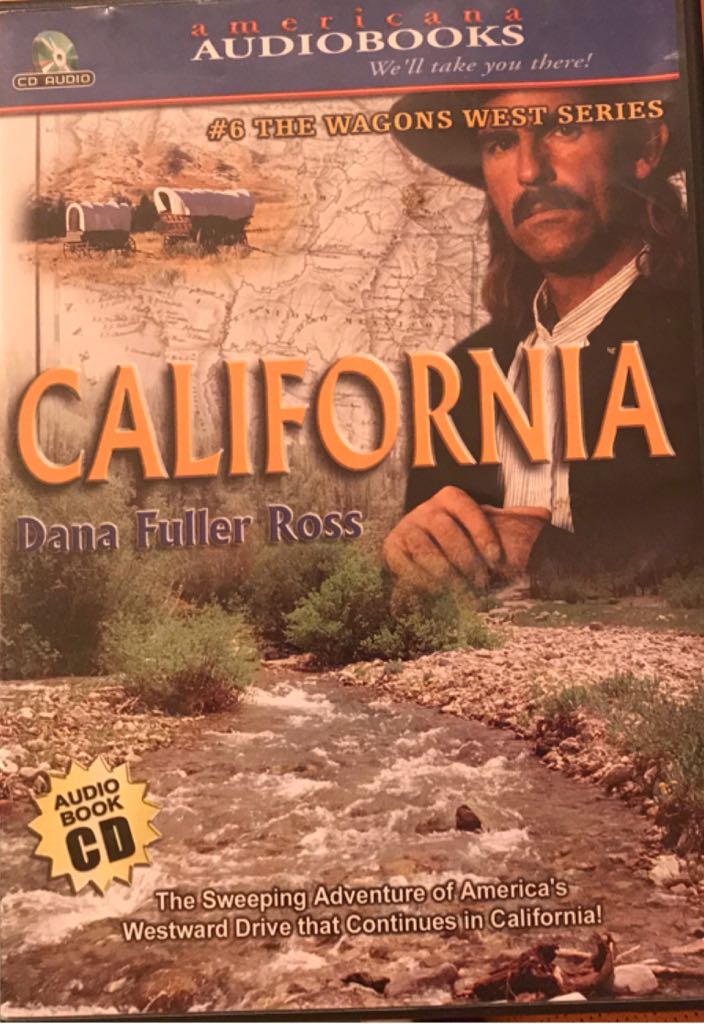 americana
AUDIOBOOKS
We'll take you there!
CD AUDIO
#6 THE WAGONS WEST SERIES
CALIFORNIA
Dana Fuller Ross
AUDIO
BOOK
CD
The Sweeping Adventure of America's
Westward Drive that Continues in California!